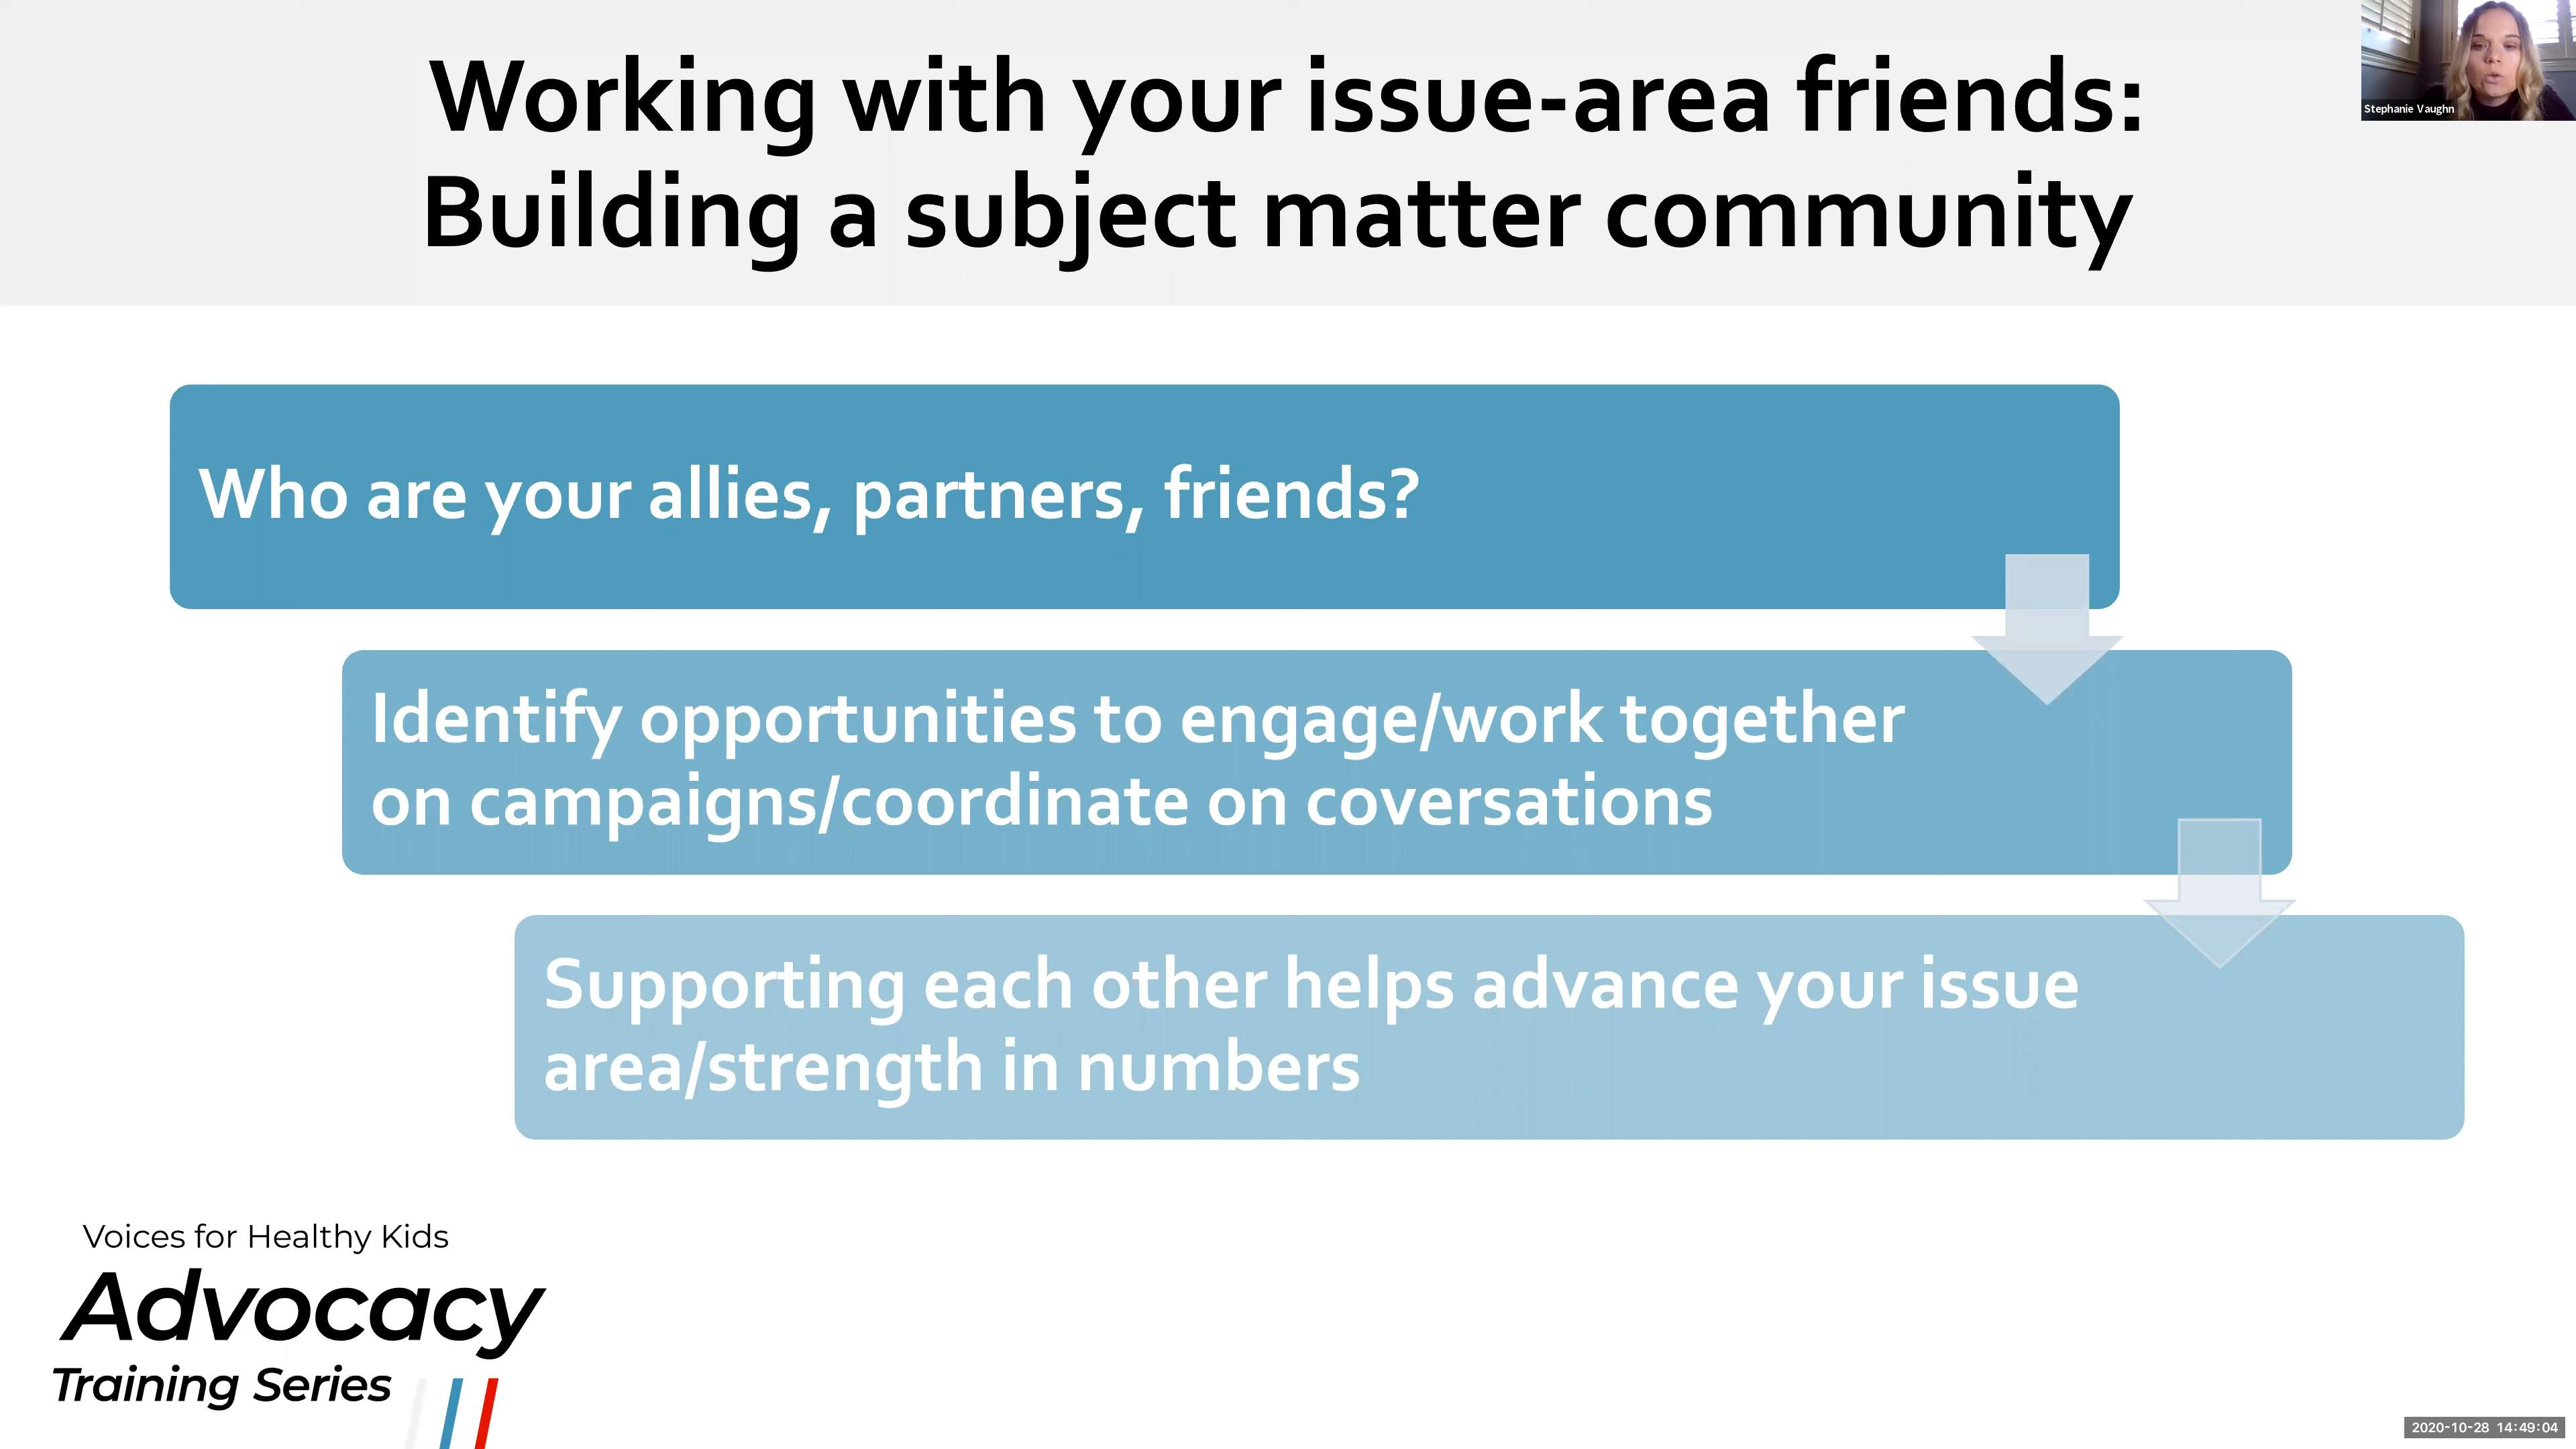 Working with your issue-area friends:
Building a subject matter community
Stephanie Vaughn
Who are your allies, partners, friends?
Identify opportunities to engage/work together
on campaigns/coordinate on coversations
Supporting each other helps advance your issue
area/strength in numbers
Voices for Healthy Kids
Advocacy
Training Series
2020-10-28 14:49:04